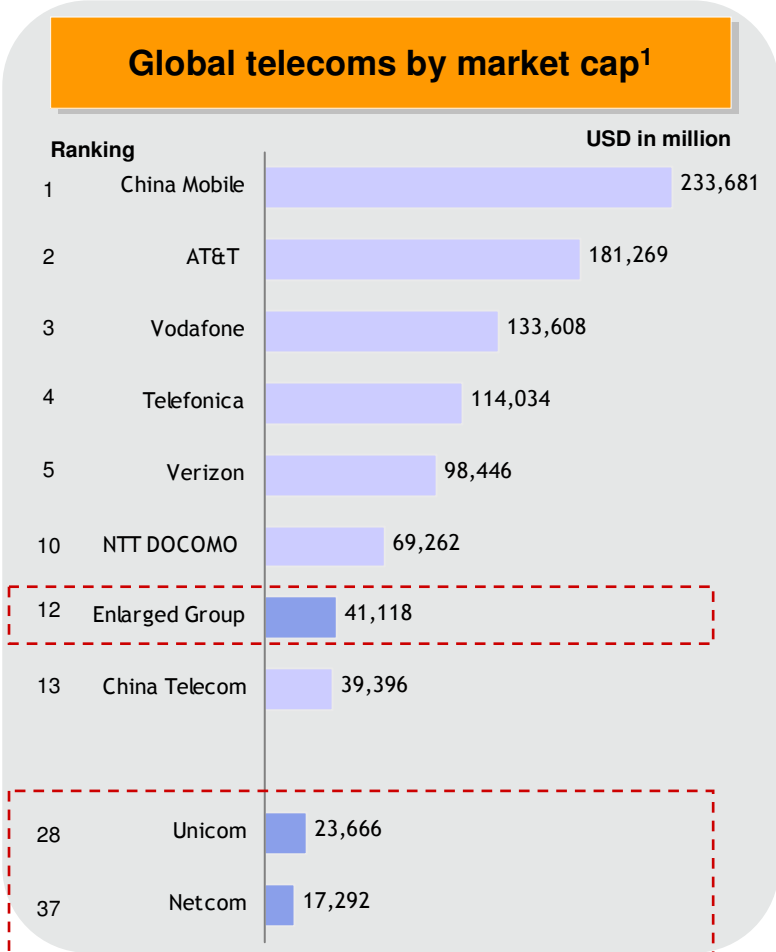 Global telecoms by market cap1
USD in million
Ranking
1 China Mobile 233,681
2 AT&T 181,269
3 Vodafone 133,608
4 Telefonica 114,034
5 Verizon 98,446
10 NTT DOCOMO 69,262
12 Enlarged Group 41,118
13 China Telecom 39,396
28 Unicom 23,666
37 Netcom 17,292